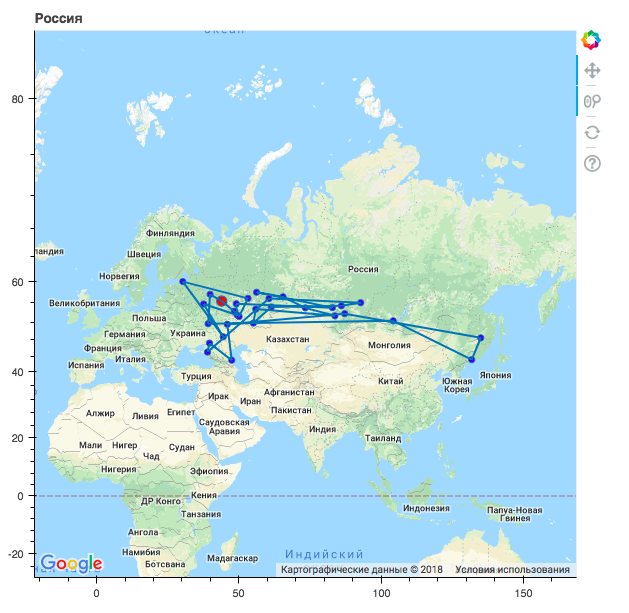 Россия
Океан
80
Финляндия
Швеция
Россия
60
Норвегия
Великобритания
Польша
Германия
Украина
Казахстан
Франция
Монголия
Италия
Испания
40
Турция
Китай
Южная
Корея
Япония
Ирак
Иран
Афганистан
Пакистан
Алжир
Ливия
Египет
Саудовская
Аравия
Индия
Таиланд
20
Мали
Нигер
Судан
Чад
Нигерия
Эфиопия
0
ДР Конго
Кения
Индонезия
Папуа-Новая
Гвинея
Танзания
Ангола
Намибия
Ботсвана
Мадагаскар
Индийский
-20
Google
Картографические данные © 2018
Условия использования
0
50
100
150